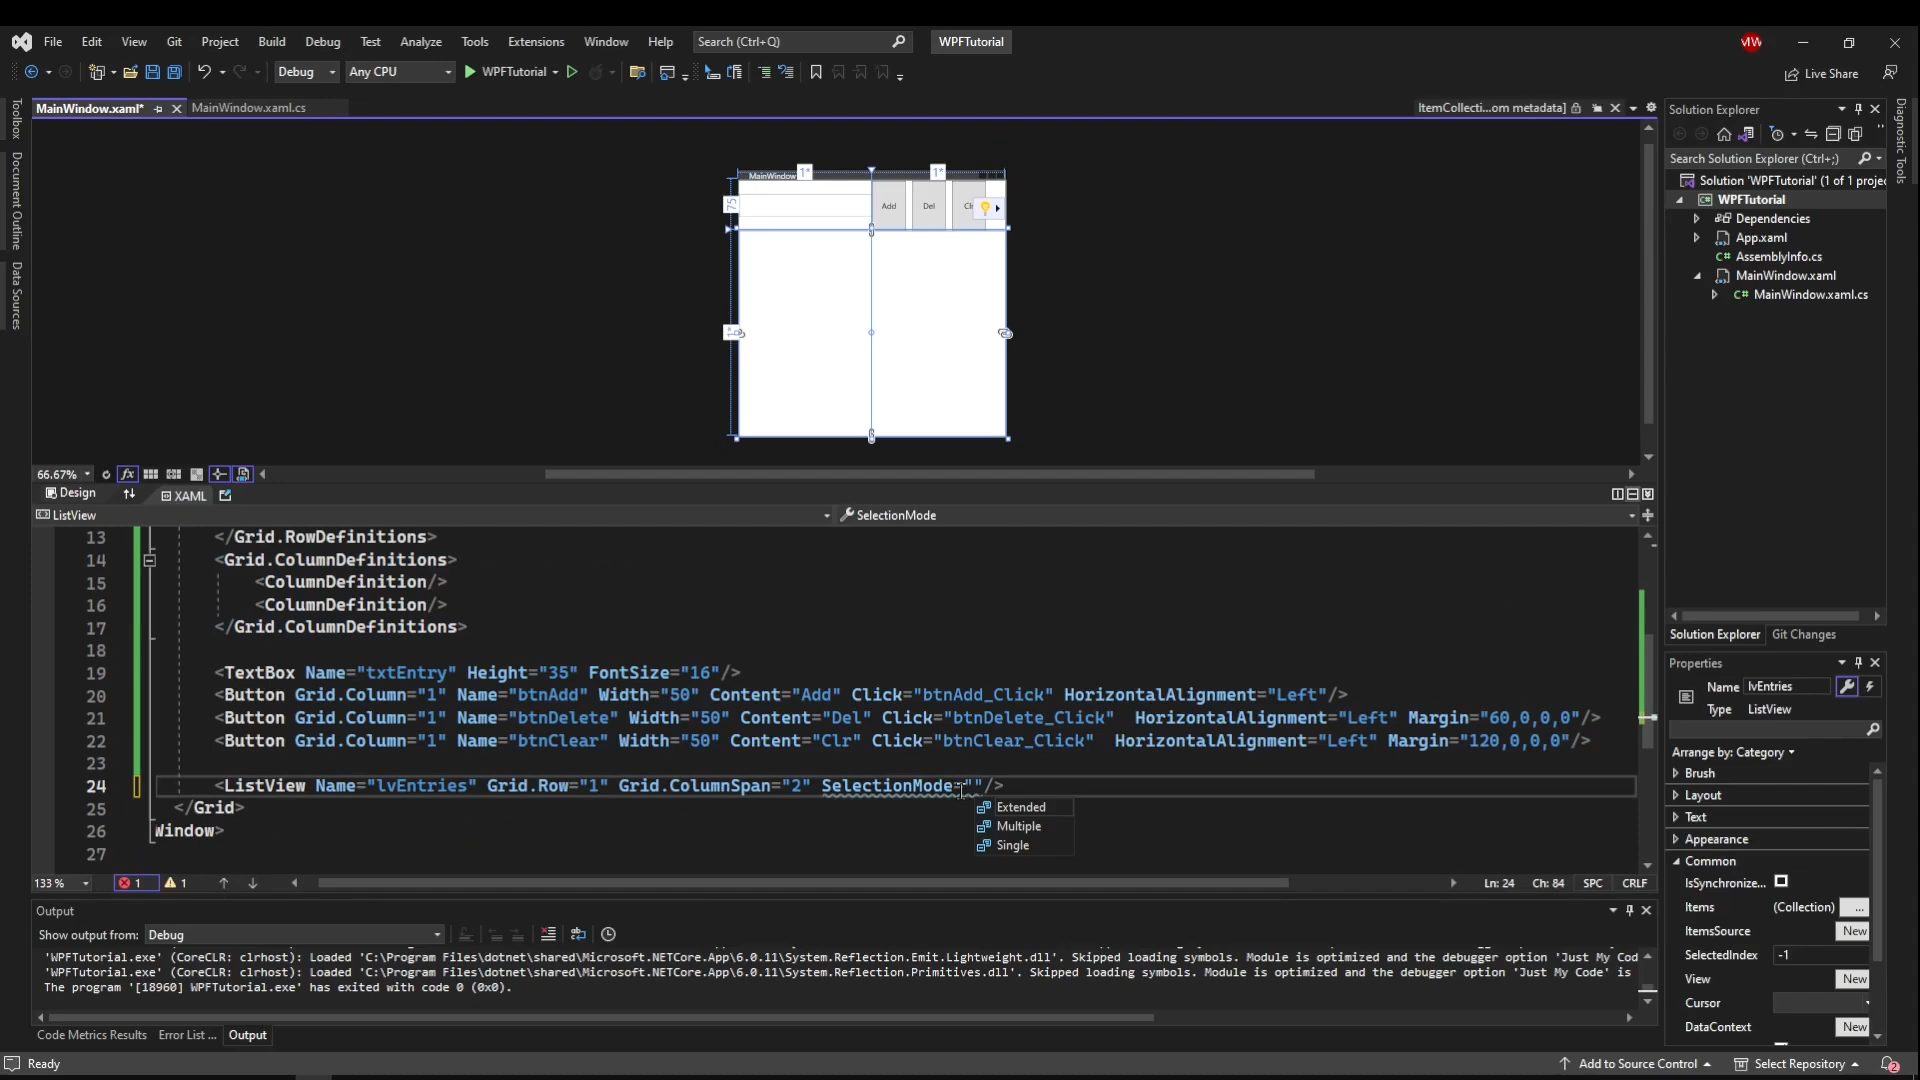 File Edit View Git Project Build Debug Test Analyze Tools Extensions Window Help Search (Ctrl+Q) WPFTutorial MW
Debug Any CPU WPFTutorial Live Share
MainWindow.xaml* MainWindow.xaml.cs ItemCollecti...om metadata]
Toolbox
Document Outline
Data Sources
MainWindow 1* 1*
75 Add Del
1*
66.67% fx
Design XAML
ListView SelectionMode
13 </Grid.RowDefinitions>
14 <Grid.ColumnDefinitions>
15 <ColumnDefinition/>
16 <ColumnDefinition/>
17 </Grid.ColumnDefinitions>
18
19 <TextBox Name="txtEntry" Height="35" FontSize="16"/>
20 <Button Grid.Column="1" Name="btnAdd" Width="50" Content="Add" Click="btnAdd_Click" HorizontalAlignment="Left"/>
21 <Button Grid.Column="1" Name="btnDelete" Width="50" Content="Del" Click="btnDelete_Click" HorizontalAlignment="Left" Margin="60,0,0,0"/>
22 <Button Grid.Column="1" Name="btnClear" Width="50" Content="Clr" Click="btnClear_Click" HorizontalAlignment="Left" Margin="120,0,0,0"/>
23
24 <ListView Name="lvEntries" Grid.Row="1" Grid.ColumnSpan="2" SelectionMode=""/>
Extended
Multiple
Single
25 </Grid>
26 Window>
27
133 % 1 1 Ln: 24 Ch: 84 SPC CRLF
Output
Show output from: Debug
'WPFTutorial.exe' (CoreCLR: clrhost): Loaded 'C:\Program Files\dotnet\shared\Microsoft.NETCore.App\6.0.11\System.Reflection.Emit.Lightweight.dll'. Skipped loading symbols. Module is optimized and the debugger option 'Just My Cod
'WPFTutorial.exe' (CoreCLR: clrhost): Loaded 'C:\Program Files\dotnet\shared\Microsoft.NETCore.App\6.0.11\System.Reflection.Primitives.dll'. Skipped loading symbols. Module is optimized and the debugger option 'Just My Code' is
The program '[18960] WPFTutorial.exe' has exited with code 0 (0x0).
Code Metrics Results Error List ... Output
Ready Add to Source Control Select Repository 2
Solution Explorer
Search Solution Explorer (Ctrl+;)
Solution 'WPFTutorial' (1 of 1 proje
WPFTutorial
Dependencies
App.xaml
AssemblyInfo.cs
MainWindow.xaml
MainWindow.xaml.cs
Solution Explorer Git Changes
Properties
Name lvEntries
Type ListView
Arrange by: Category
Brush
Layout
Text
Appearance
Common
IsSynchronize...
Items (Collection) ...
ItemsSource New
SelectedIndex -1
View New
Cursor
DataContext New
Diagnostic Tools